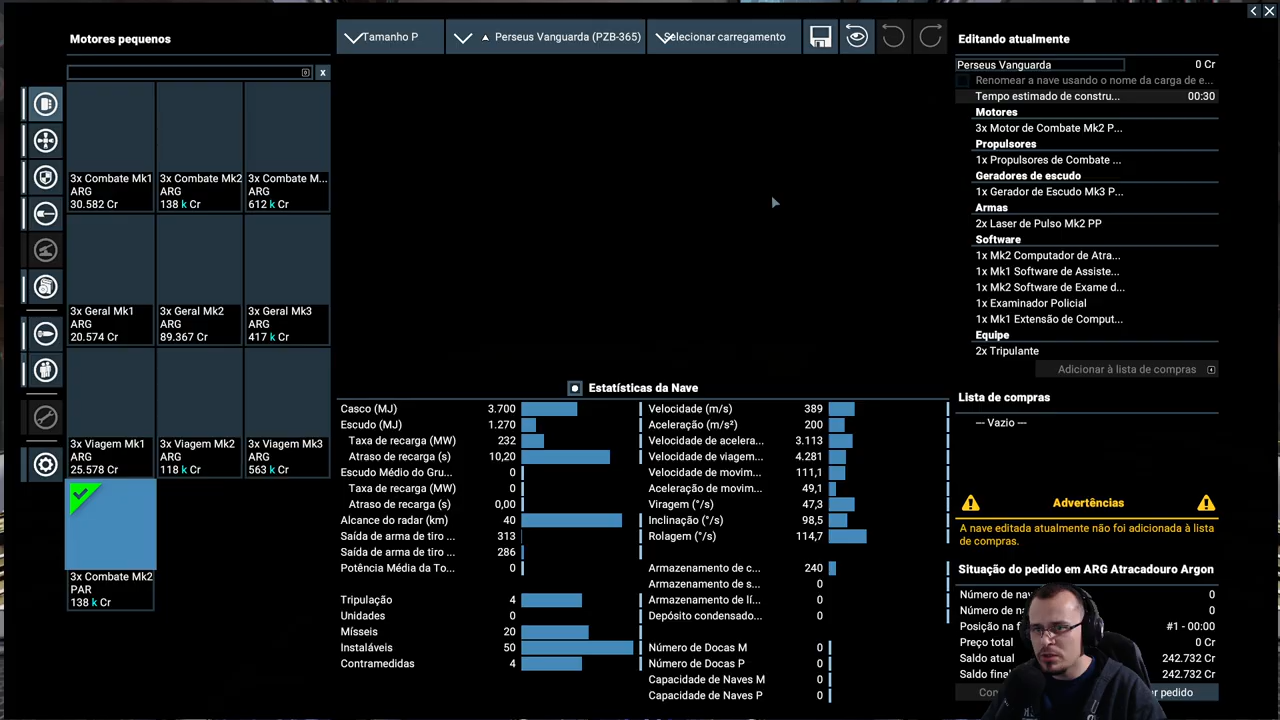 Motores pequenos
x
3x Combate Mk1
ARG
30.582 Cr
3x Combate Mk2
ARG
138 k Cr
3x Combate M...
ARG
612 k Cr
3x Geral Mk1
ARG
20.574 Cr
3x Geral Mk2
ARG
89.367 Cr
3x Geral Mk3
ARG
417 k Cr
3x Viagem Mk1
ARG
25.578 Cr
3x Viagem Mk2
ARG
118 k Cr
3x Viagem Mk3
ARG
563 k Cr
3x Combate Mk2
PAR
138 k Cr
Tamanho P
Perseus Vanguarda (PZB-365)
Selecionar carregamento
Estatísticas da Nave
Casco (MJ) 3.700
Escudo (MJ) 1.270
Taxa de recarga (MW) 232
Atraso de recarga (s) 10,20
Escudo Médio do Gru... 0
Taxa de recarga (MW) 0
Atraso de recarga (s) 0,00
Alcance do radar (km) 40
Saída de arma de tiro ... 313
Saída de arma de tiro ... 286
Potência Média da To... 0
Tripulação 4
Unidades 0
Mísseis 20
Instaláveis 50
Contramedidas 4
Velocidade (m/s) 389
Aceleração (m/s²) 200
Velocidade de acelera... 3.113
Velocidade de viagem... 4.281
Velocidade de movim... 111,1
Aceleração de movim... 49,1
Viragem (°/s) 47,3
Inclinação (°/s) 98,5
Rolagem (°/s) 114,7
Armazenamento de c... 240
Armazenamento de s... 0
Armazenamento de lí... 0
Depósito condensado... 0
Número de Docas M 0
Número de Docas P 0
Capacidade de Naves M 0
Capacidade de Naves P 0
Editando atualmente
Perseus Vanguarda 0 Cr
Renomear a nave usando o nome da carga de e...
Tempo estimado de constru... 00:30
Motores
3x Motor de Combate Mk2 P...
Propulsores
1x Propulsores de Combate ...
Geradores de escudo
1x Gerador de Escudo Mk3 P...
Armas
2x Laser de Pulso Mk2 PP
Software
1x Mk2 Computador de Atra...
1x Mk1 Software de Assiste...
1x Mk2 Software de Exame d...
1x Examinador Policial
1x Mk1 Extensão de Comput...
Equipe
2x Tripulante
Adicionar à lista de compras
Lista de compras
--- Vazio ---
Advertências
A nave editada atualmente não foi adicionada à lista
de compras.
Situação do pedido em ARG Atracadouro Argon
Número de nav 0
Número de na 0
Posição na f #1 - 00:00
Preço total 0 Cr
Saldo atual 242.732 Cr
Saldo final 242.732 Cr
pedido